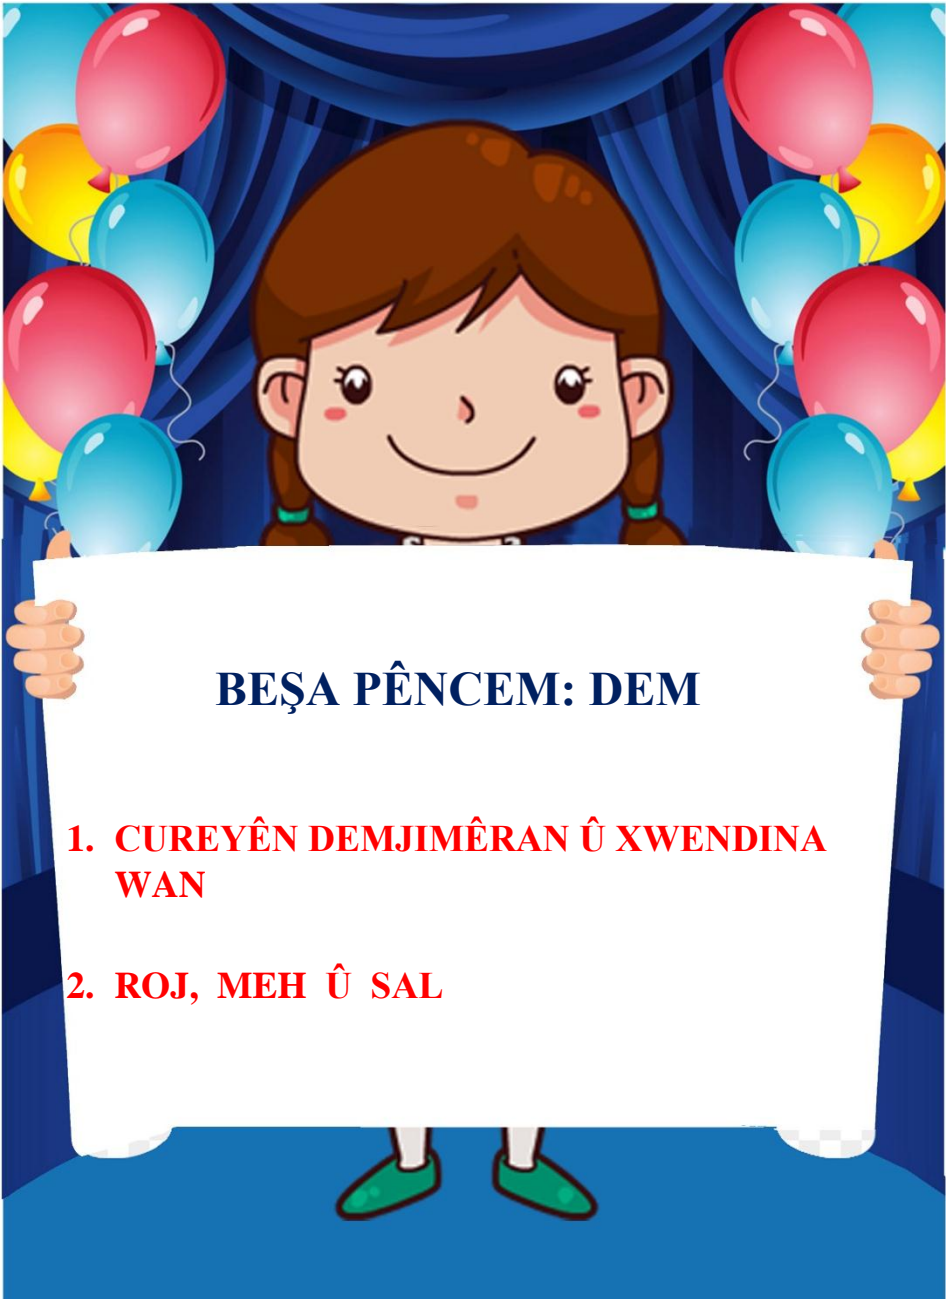 BEŞA PÊNCEM: DEM
1. CUREYÊN DEMJIMÊRAN Û XWENDINA
WAN
2. ROJ, MEH Û SAL